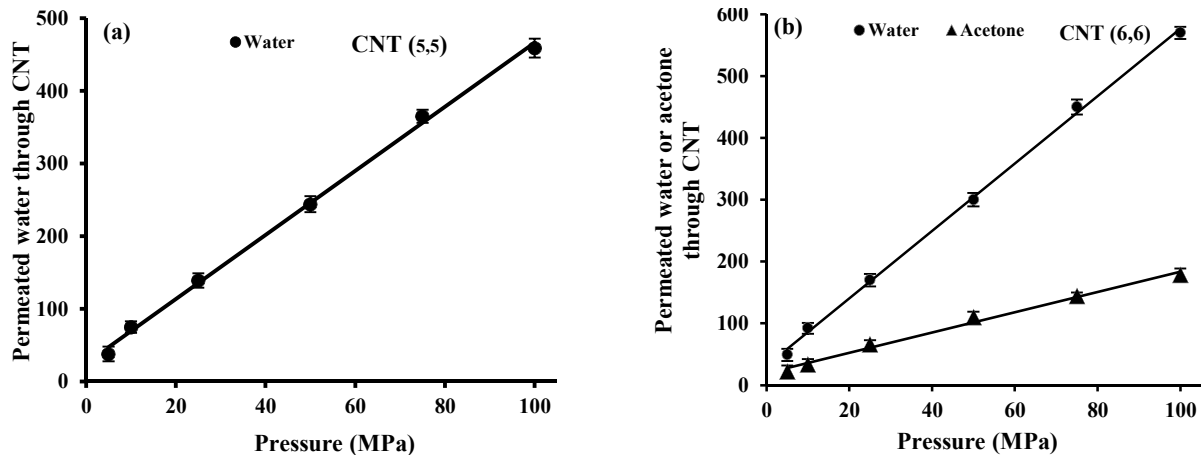 (a)
Water
CNT (5,5)
Permeated water through CNT
500
400
300
200
100
0
0 20 40 60 80 100
Pressure (MPa)
(b)
Water Acetone
CNT (6,6)
Permeated water or acetone
through CNT
600
500
400
300
200
100
0
0 20 40 60 80 100
Pressure (MPa)